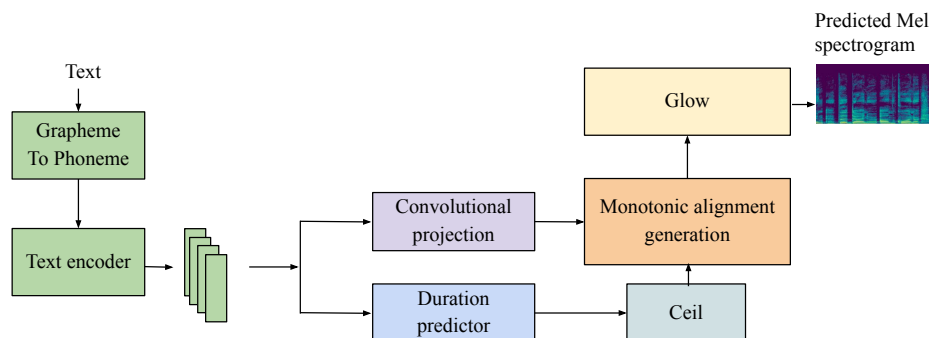 Predicted Mel
spectrogram
Text
Glow
Grapheme
To Phoneme
Convolutional
projection
Monotonic alignment
generation
Text encoder
Duration
predictor
Ceil